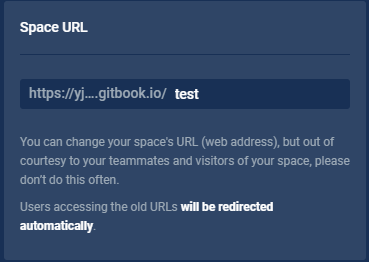 Space URL
https://yj....gitbook.io/ test
You can change your space's URL (web address), but out of
courtesy to your teammates and visitors of your space, please
don't do this often.
Users accessing the old URLs will be redirected
automatically.